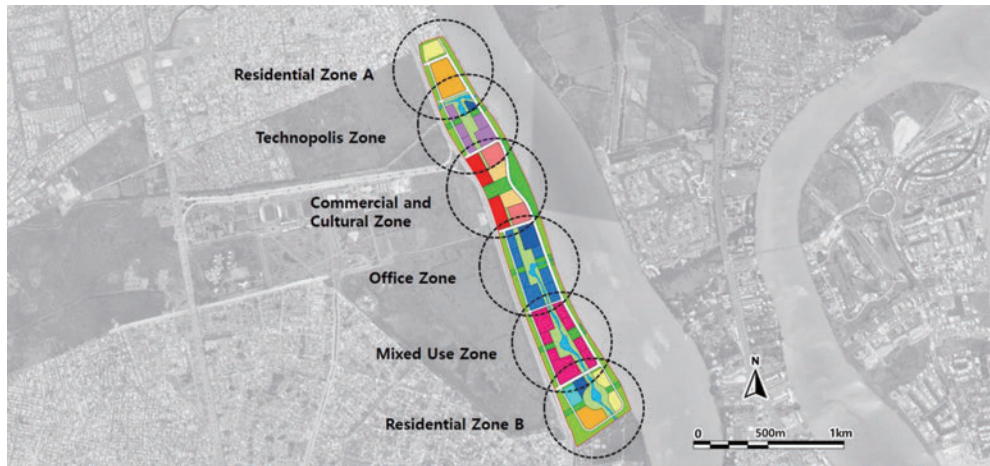 Residential Zone A
Technopolis Zone
Commercial and
Cultural Zone
Office Zone
Mixed Use Zone
Residential Zone B
N
0 500m 1km